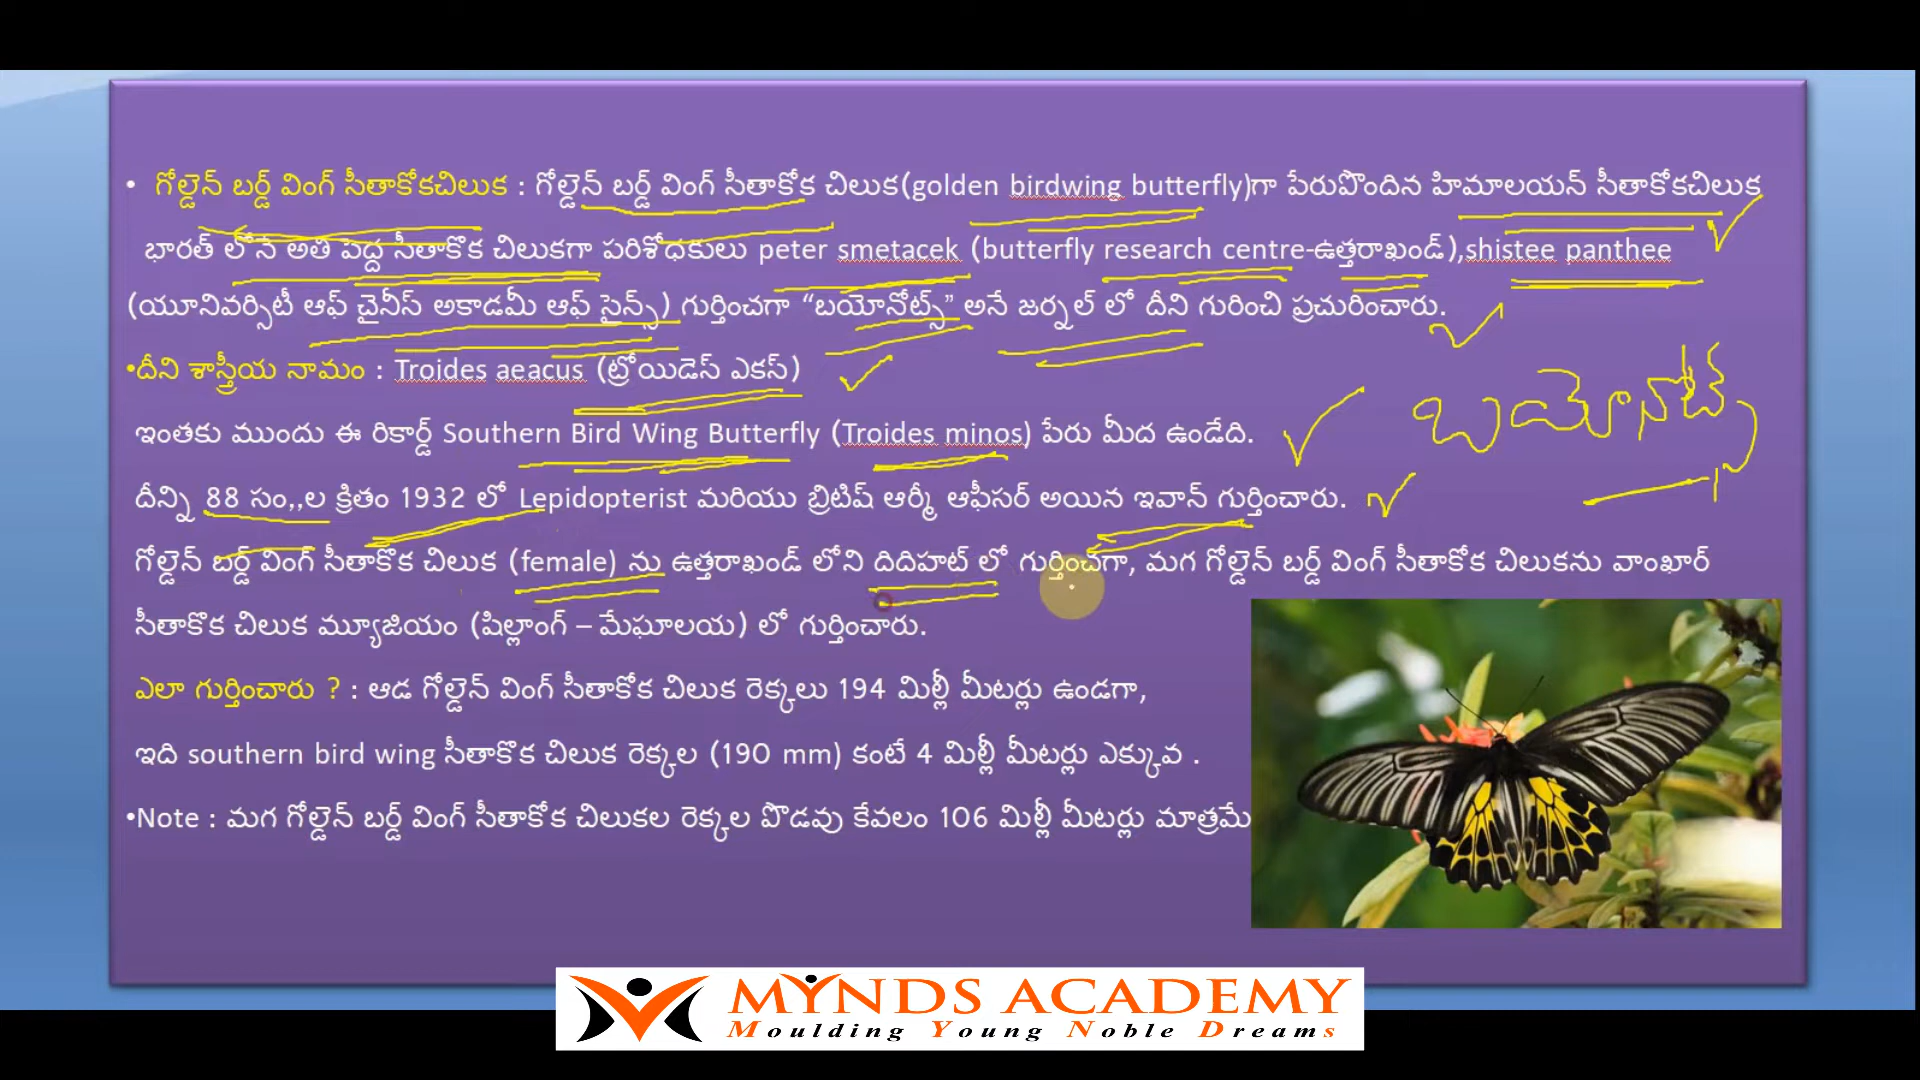 • గోల్డెన్ బర్డ్ వింగ్ సీతాకోకచిలుక : గోల్డెన్ బర్డ్ వింగ్ సీతాకోక చిలుక(golden birdwing butterfly)గా పేరుపొందిన హిమాలయన్ సీతాకోకచిలుక
భారత్ లోనే అతి పెద్ద సీతాకొక చిలుకగా పరిశోధకులు peter smetacek (butterfly research centre-ఉత్తరాఖండ్),shistee panthee
(యూనివర్సిటీ ఆఫ్ చైనీస్ అకాడమీ ఆఫ్ సైన్స్) గుర్తించగా “బయోనోట్స్” అనే జర్నల్ లో దీని గురించి ప్రచురించారు.
•దీని శాస్త్రీయ నామం : Troides aeacus (ట్రోయిడెస్ ఎకస్)
బయోనోట్స్
ఇంతకు ముందు ఈ రికార్డ్ Southern Bird Wing Butterfly (Troides minos) పేరు మీద ఉండేది.
దీన్ని 88 సం,,ల క్రితం 1932 లో Lepidopterist మరియు బ్రిటిష్ ఆర్మీ ఆఫీసర్ అయిన ఇవాన్ గుర్తించారు.
గోల్డెన్ బర్డ్ వింగ్ సీతాకొక చిలుక (female) ను ఉత్తరాఖండ్ లోని దిదిహట్ లో గుర్తించగా, మగ గోల్డెన్ బర్డ్ వింగ్ సీతాకోక చిలుకను వాంఖార్
సీతాకొక చిలుక మ్యూజియం (షిల్లాంగ్ – మేఘాలయ) లో గుర్తించారు.
ఎలా గుర్తించారు ? : ఆడ గోల్డెన్ వింగ్ సీతాకోక చిలుక రెక్కలు 194 మిల్లీ మీటర్లు ఉండగా,
ఇది southern bird wing సీతాకొక చిలుక రెక్కల (190 mm) కంటే 4 మిల్లీ మీటర్లు ఎక్కువ .
•Note : మగ గోల్డెన్ బర్డ్ వింగ్ సీతాకోక చిలుకల రెక్కల పొడవు కేవలం 106 మిల్లీ మీటర్లు మాత్రమే
MYNDS ACADEMY
Moulding Young Noble Dreams